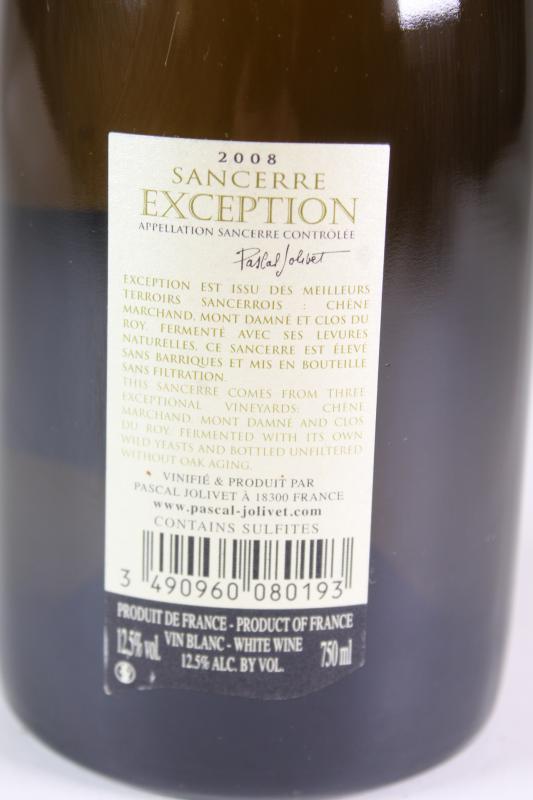 2008
SANCERRE
EXCEPTION
APPELLATION SANCERRE CONTRÔLÉE
Pascal Jolivet
EXCEPTION EST ISSU DES MEILLEURS
TERROIRS SANCERROIS : CHÊNE
MARCHAND, MONT DAMNÉ ET CLOS DU
ROY. FERMENTÉ AVEC SES LEVURES
NATURELLES, CE SANCERRE EST ÉLEVÉ
SANS BARRIQUES ET MIS EN BOUTEILLE
SANS FILTRATION.
THIS SANCERRE COMES FROM THREE
EXCEPTIONAL VINEYARDS: CHÊNE
MARCHAND, MONT DAMNÉ AND CLOS
DU ROY. FERMENTED WITH ITS OWN
WILD YEASTS AND BOTTLED UNFILTERED
WITHOUT OAK AGING.
VINIFIÉ & PRODUIT PAR
PASCAL JOLIVET À 18300 FRANCE
www.pascal-jolivet.com
CONTAINS SULFITES
3 490960 080193
PRODUIT DE FRANCE - PRODUCT OF FRANCE
12.5% vol. VIN BLANC - WHITE WINE 750 ml
12.5% ALC. BY VOL.